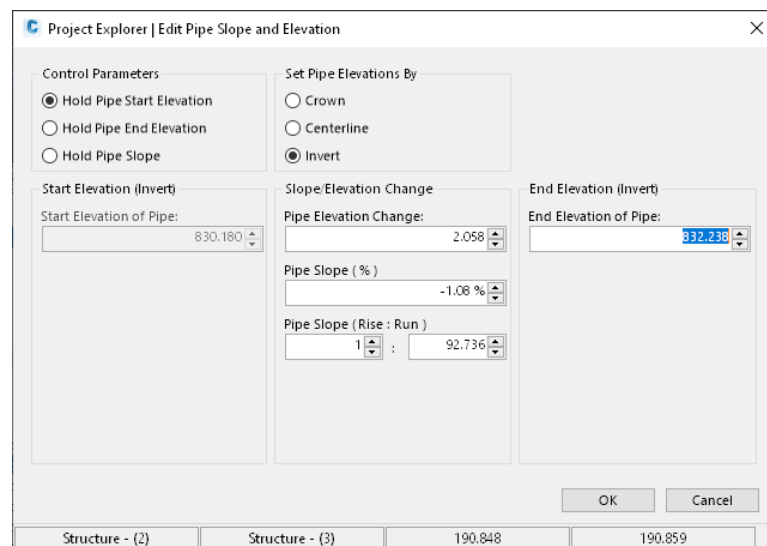 Project Explorer | Edit Pipe Slope and Elevation
Control Parameters
Hold Pipe Start Elevation
Hold Pipe End Elevation
Hold Pipe Slope
Set Pipe Elevations By
Crown
Centerline
Invert
Start Elevation (Invert)
Start Elevation of Pipe:
830.180
Slope/Elevation Change
Pipe Elevation Change:
2.058
Pipe Slope (%)
-1.08 %
Pipe Slope (Rise : Run )
1 : 92.736
End Elevation (Invert)
End Elevation of Pipe:
832.238
OK Cancel
Structure - (2) Structure - (3) 190.848 190.859